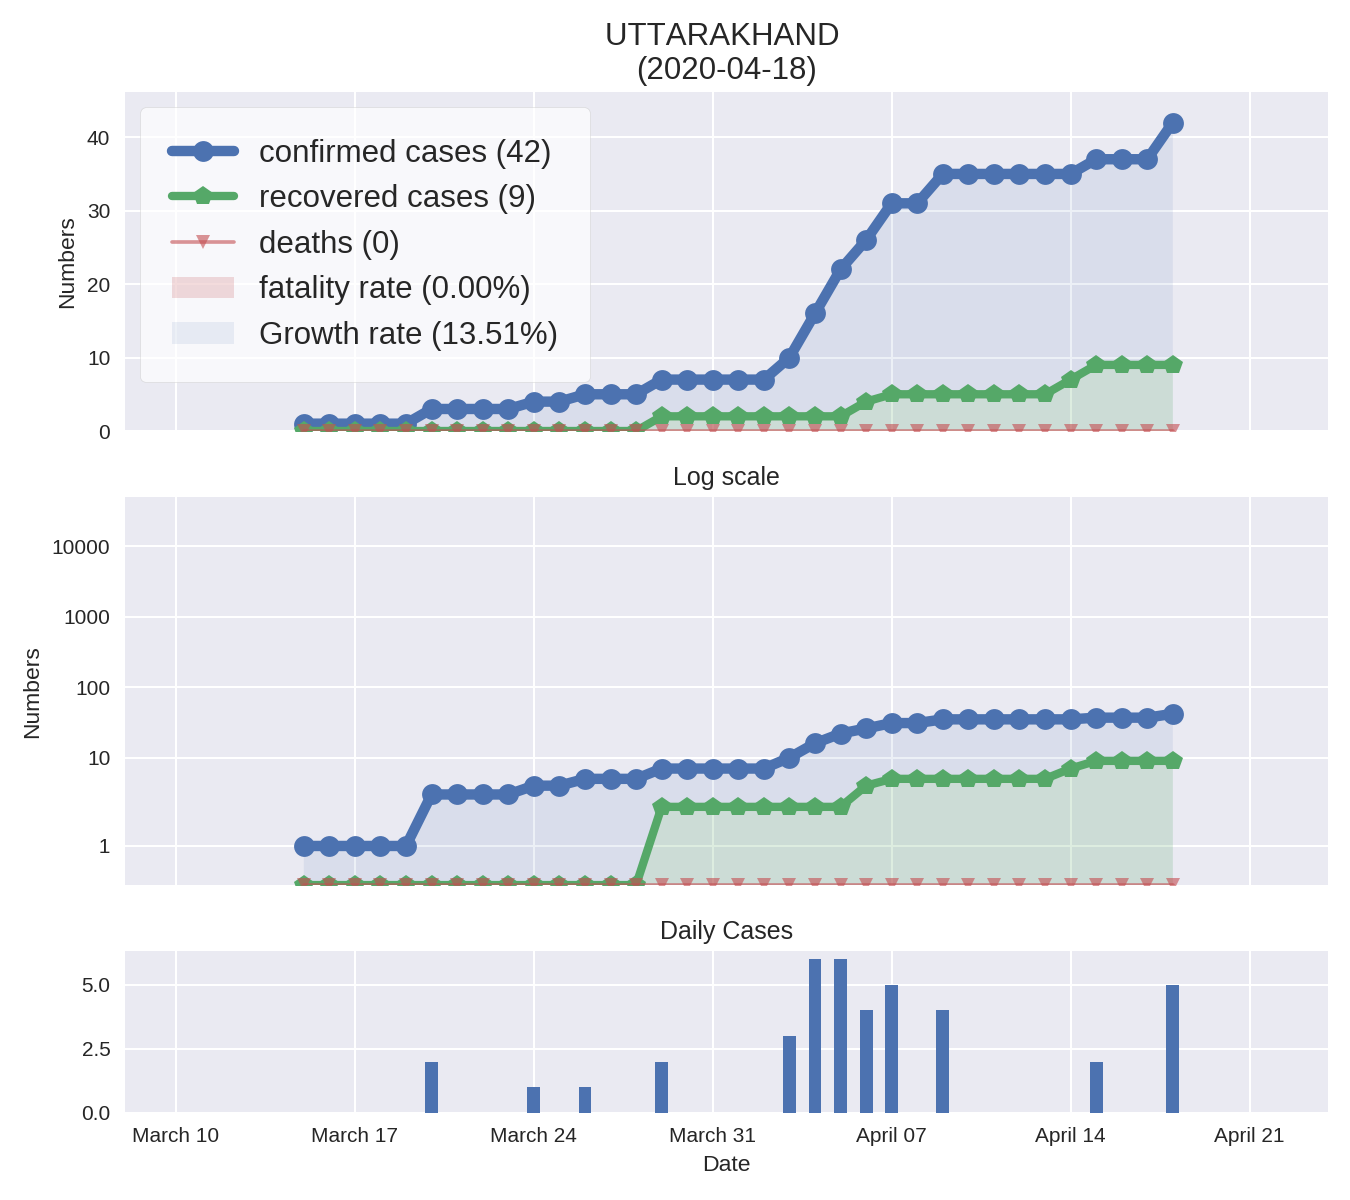 UTTARAKHAND
(2020-04-18)
Numbers
40
30
20
10
0
confirmed cases (42)
recovered cases (9)
deaths (0)
fatality rate (0.00%)
Growth rate (13.51%)
Log scale
Numbers
10000
1000
100
10
1
Daily Cases
5.0
2.5
0.0
March 10
March 17
March 24
March 31
April 07
April 14
April 21
Date